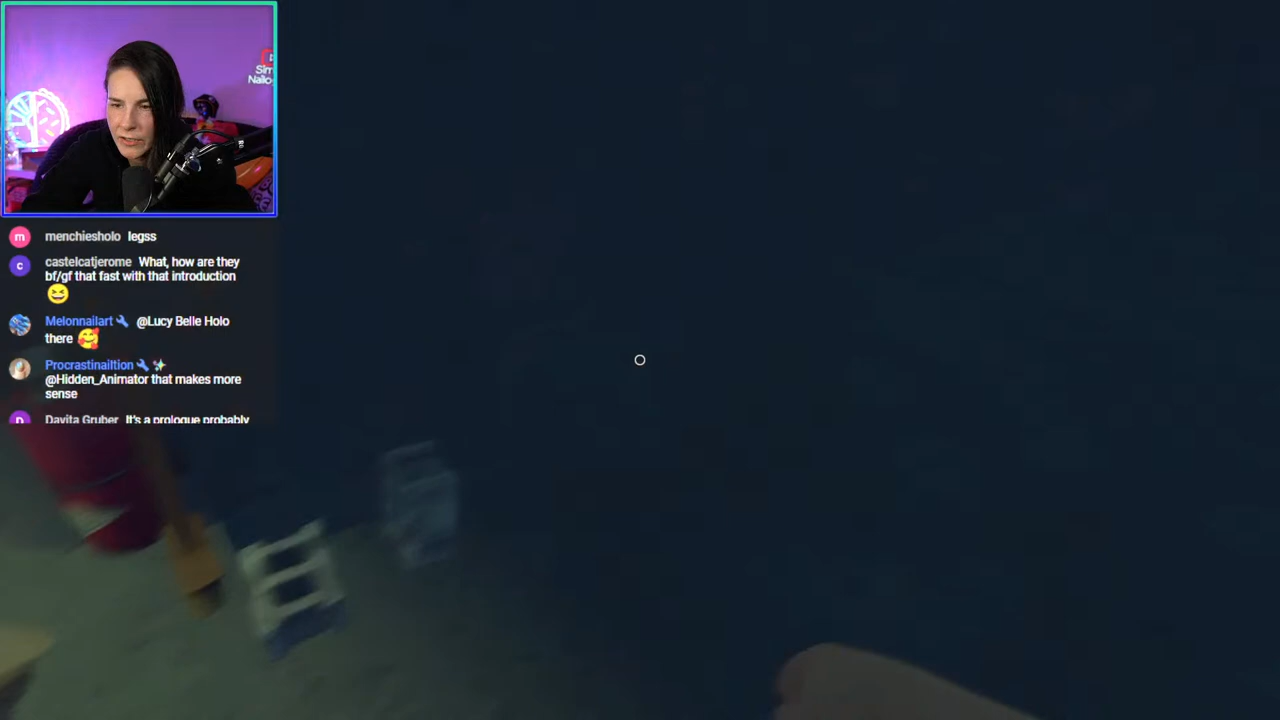 menchiesholo legss
castelcatjerome What, how are they
bf/gf that fast with that introduction
Melonnailart @Lucy Belle Holo
there
Procrastinailtion
@Hidden_Animator that makes more
sense
Davita Gruber It's a prologue probably